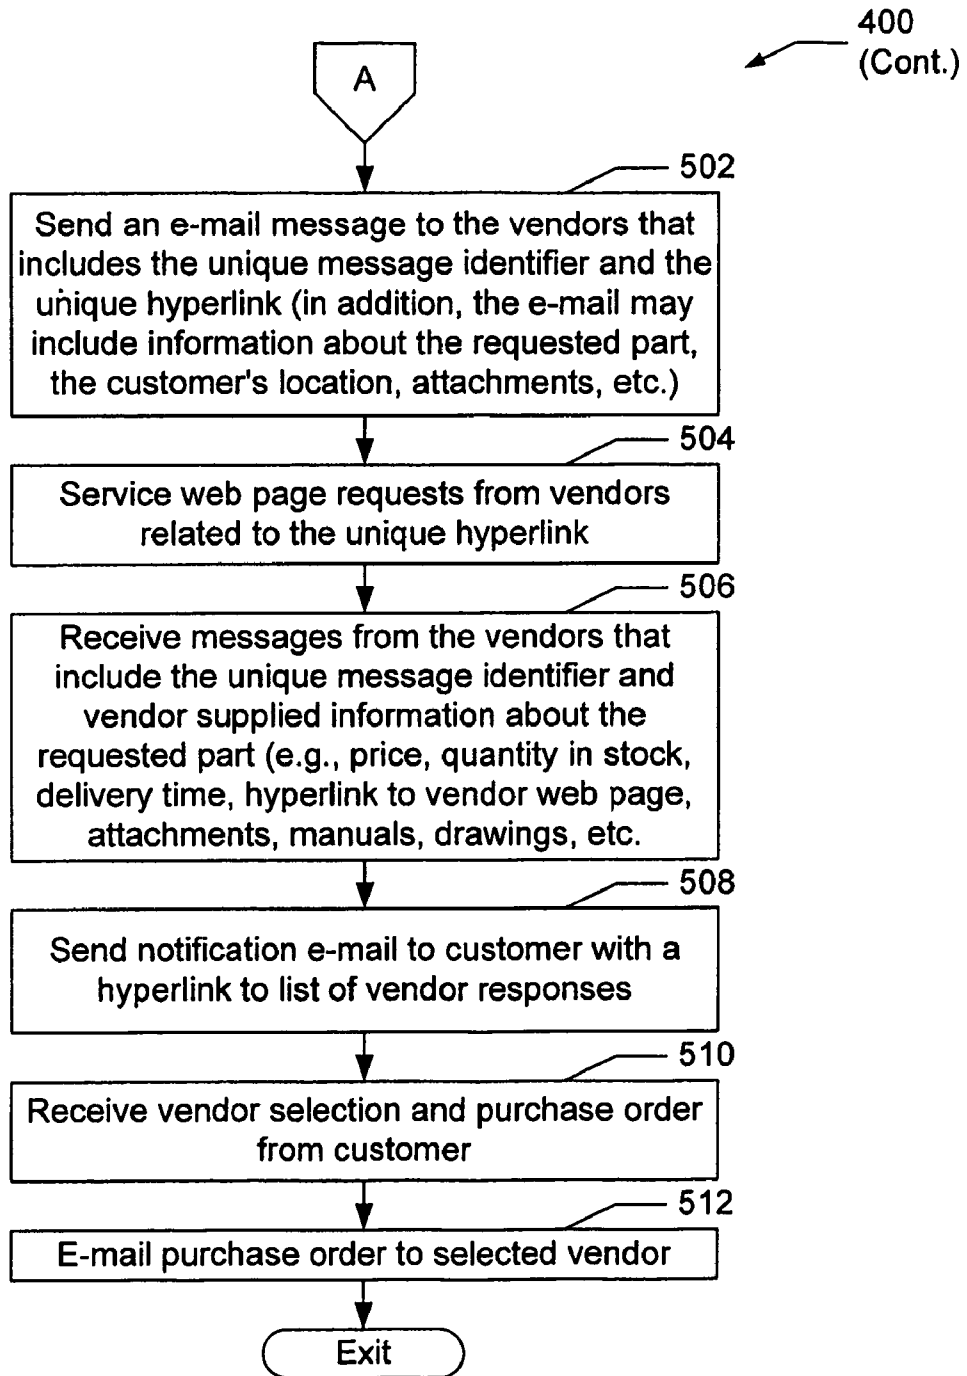 400
(Cont.)
A
502
Send an e-mail message to the vendors that
includes the unique message identifier and the
unique hyperlink (in addition, the e-mail may
include information about the requested part,
the customer's location, attachments, etc.)
504
Service web page requests from vendors
related to the unique hyperlink
506
Receive messages from the vendors that
include the unique message identifier and
vendor supplied information about the
requested part (e.g., price, quantity in stock,
delivery time, hyperlink to vendor web page,
attachments, manuals, drawings, etc.
508
Send notification e-mail to customer with a
hyperlink to list of vendor responses
510
Receive vendor selection and purchase order
from customer
512
E-mail purchase order to selected vendor
Exit